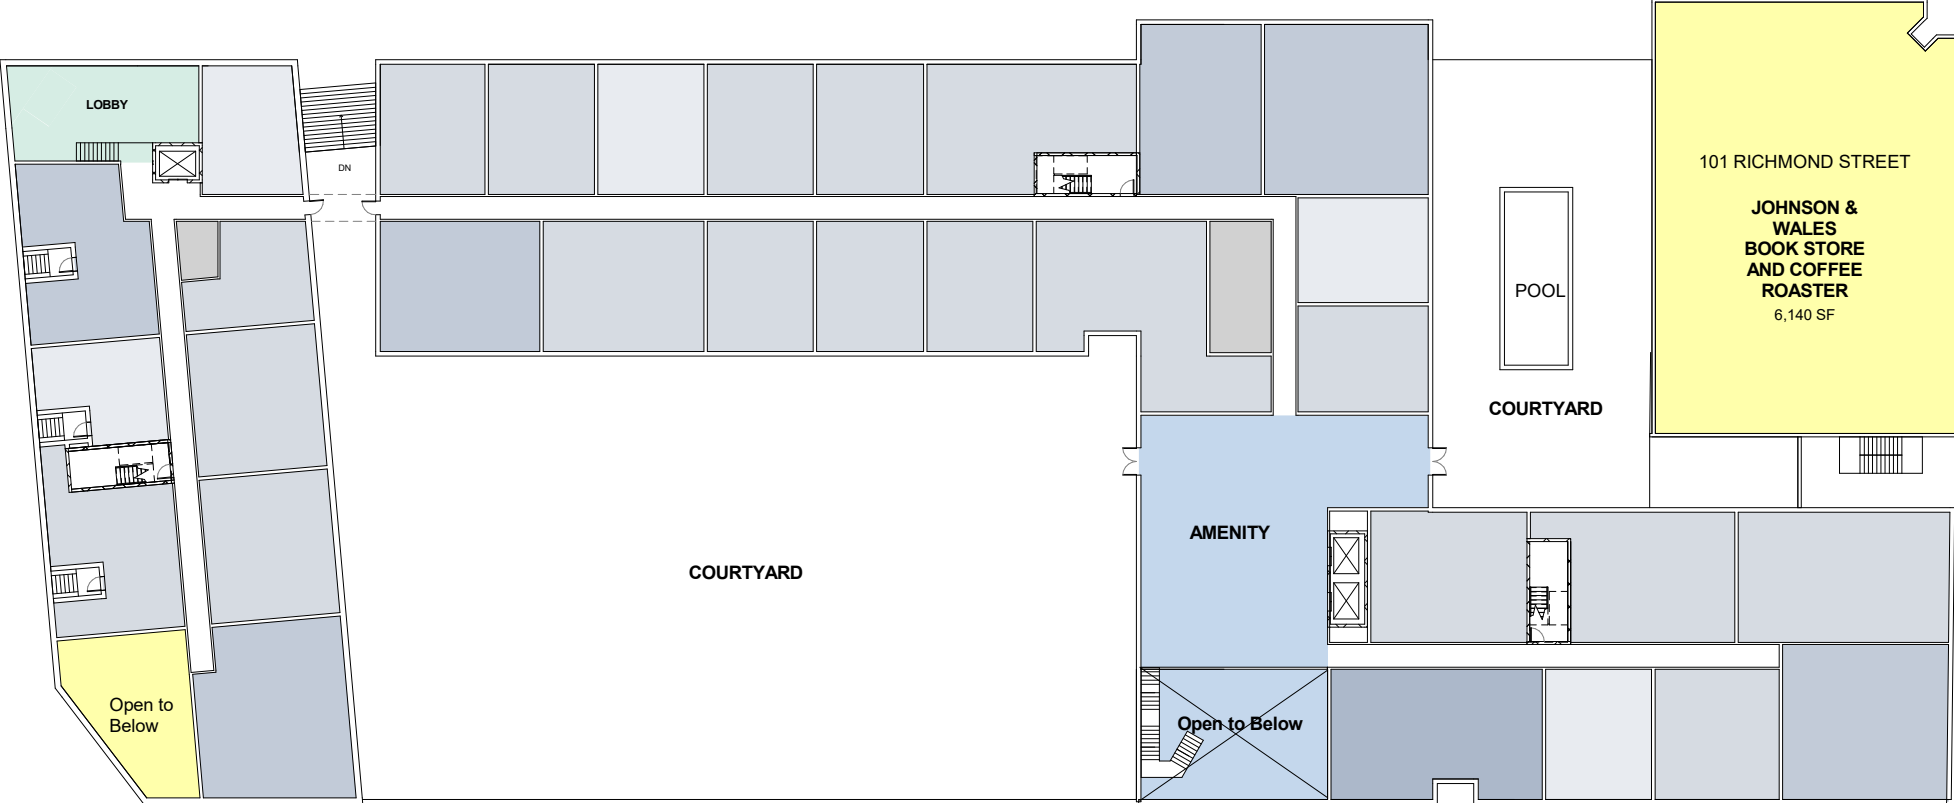 LOBBY
DN
101 RICHMOND STREET
JOHNSON &
WALES
BOOK STORE
AND COFFEE
ROASTER
6,140 SF
POOL
COURTYARD
AMENITY
COURTYARD
Open to
Below
Open to Below